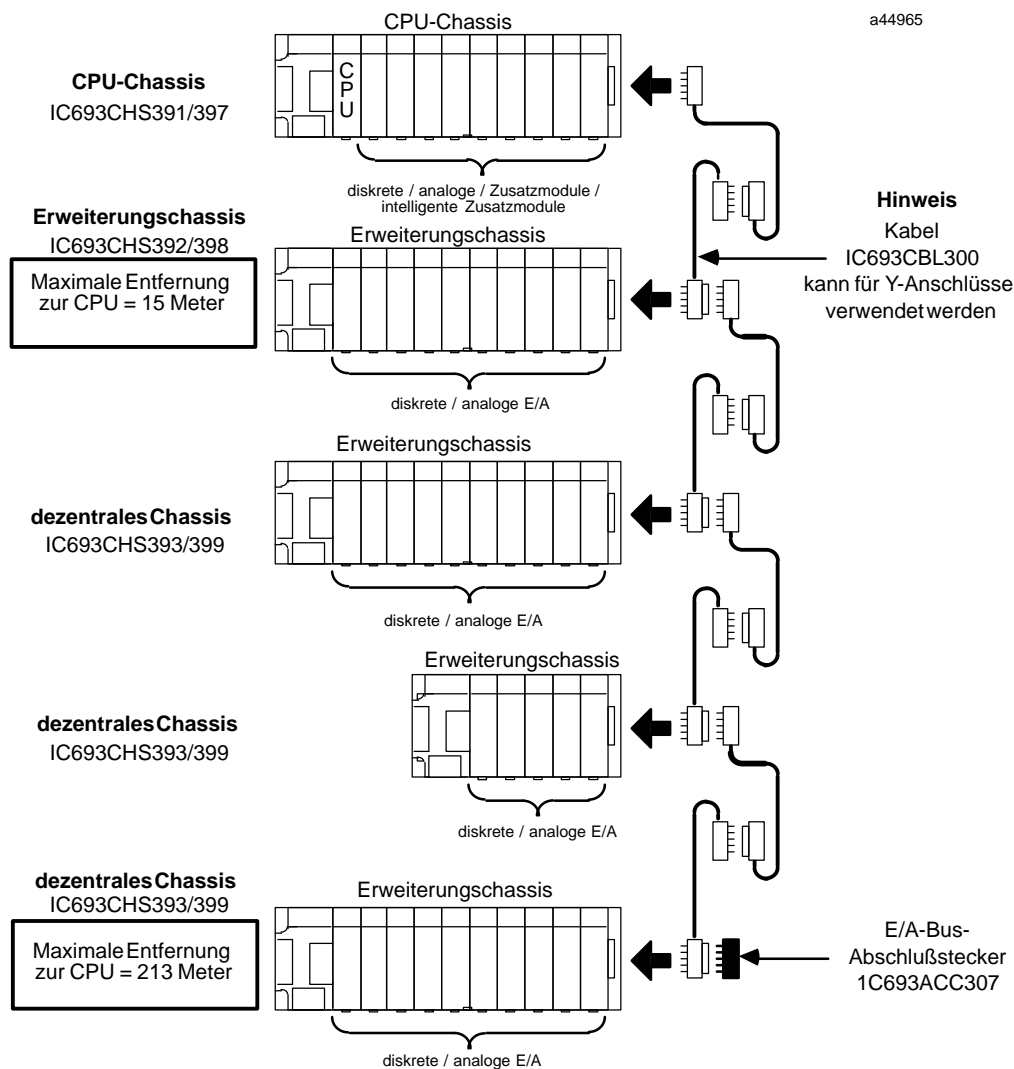 CPU-Chassis
a44965
CPU-Chassis
IC693CHS391/397
CPU
diskrete / analoge / Zusatzmodule /
intelligente Zusatzmodule
Erweiterungschassis
IC693CHS392/398
Maximale Entfernung
zur CPU = 15 Meter
Erweiterungschassis
diskrete / analoge E/A
Hinweis
Kabel
IC693CBL300
kann für Y-Anschlüsse
verwendet werden
Erweiterungschassis
dezentrales Chassis
IC693CHS393/399
diskrete / analoge E/A
Erweiterungschassis
dezentrales Chassis
IC693CHS393/399
diskrete / analoge E/A
dezentrales Chassis
IC693CHS393/399
Maximale Entfernung
zur CPU = 213 Meter
Erweiterungschassis
diskrete / analoge E/A
E/A-Bus-
Abschlußstecker
1C693ACC307